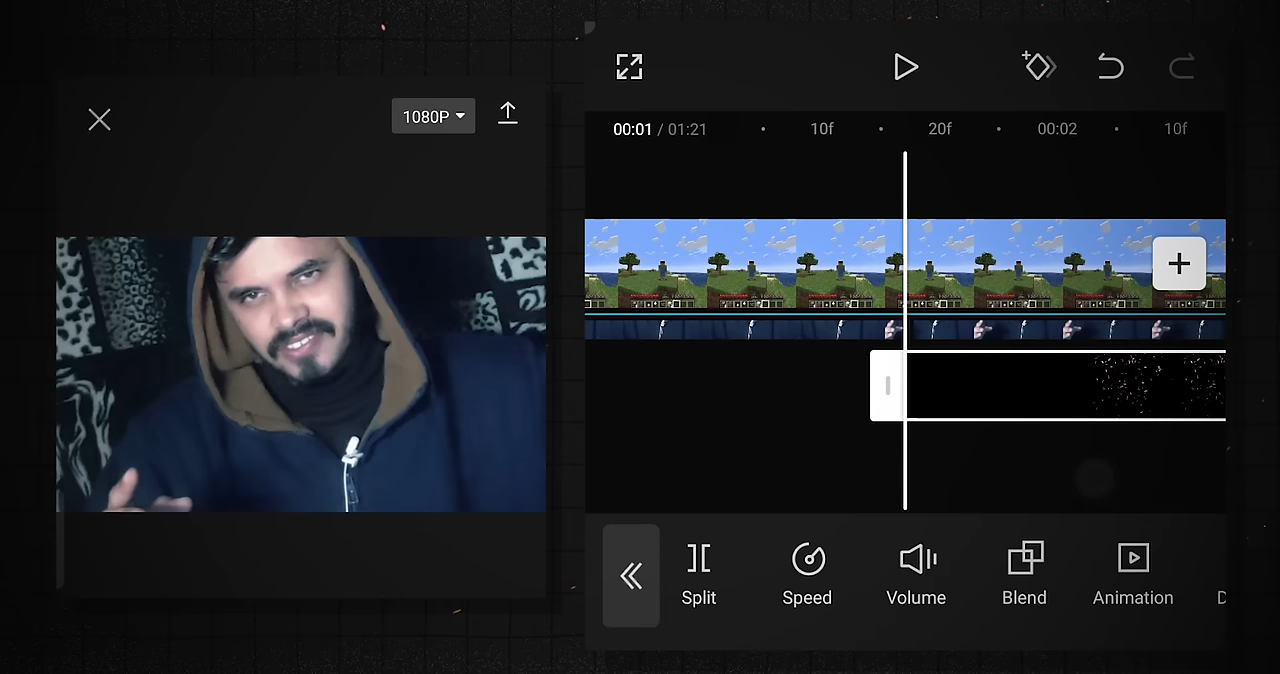 1080P
00:01 / 01:21
10f
20f
00:02
10f
Split
Speed
Volume
Blend
Animation
D